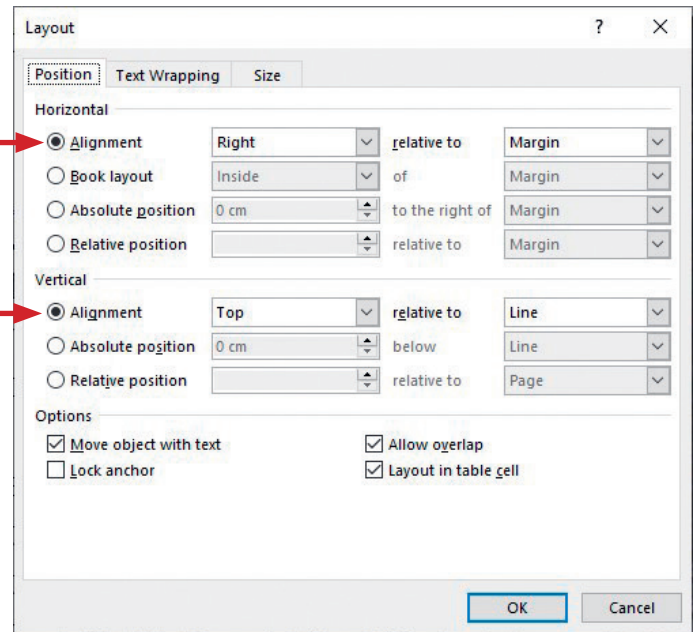 Layout ?
Position Text Wrapping Size
Horizontal
Alignment Right relative to Margin
Book layout Inside of Margin
Absolute position 0 cm to the right of Margin
Relative position relative to Margin
Vertical
Alignment Top relative to Line
Absolute position 0 cm below Line
Relative position relative to Page
Options
Move object with text Allow overlap
Lock anchor Layout in table cell
OK Cancel